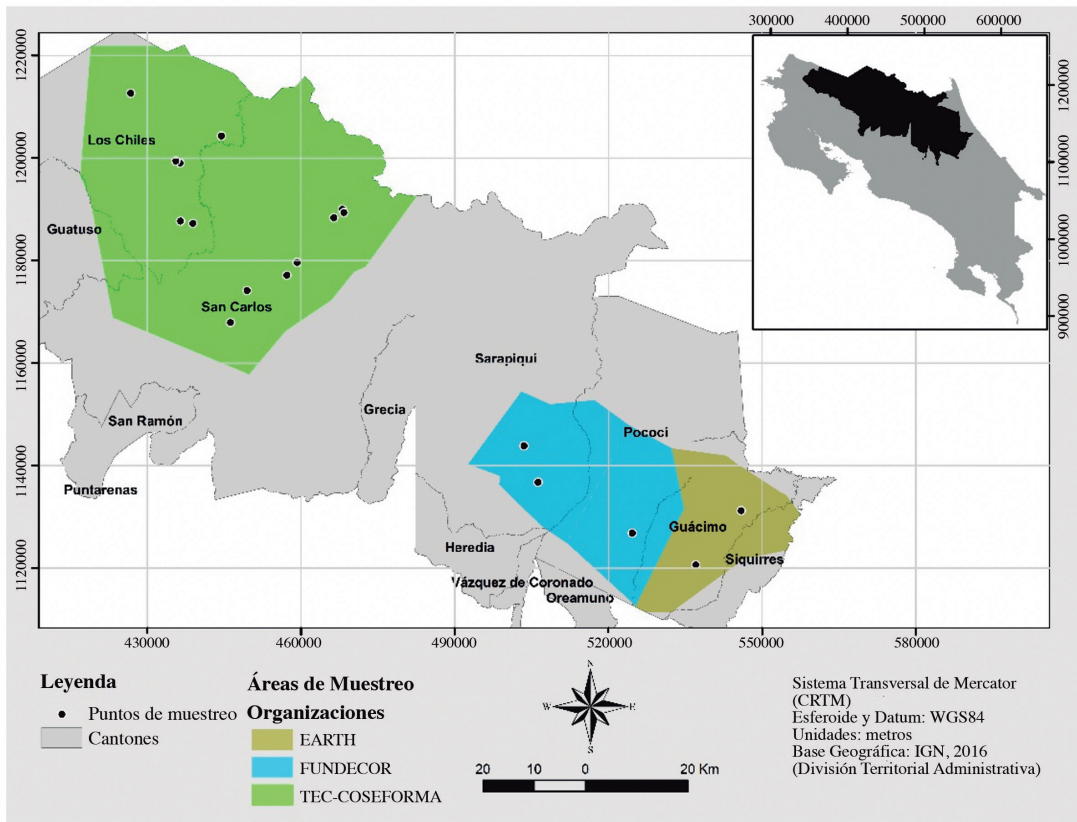 300000 400000 500000 600000
1220000
1200000
1180000
1160000
1140000
1120000
1200000
1100000
1000000
900000
Los Chiles
Guatuso
San Carlos
Sarapiqui
Grecia
San Ramón
Pococi
Puntarenas
Guácimo
Heredia
Siquirres
Vázquez de Coronado
Oreamuno
430000 460000 490000 520000 550000 580000
Leyenda
Puntos de muestreo
Cantones
Áreas de Muestreo
Organizaciones
EARTH
FUNDECOR
TEC-COSEFORMA
N
W E
S
20 10 0 20 Km
Sistema Transversal de Mercator
(CRTM)
Esferoide y Datum: WGS84
Unidades: metros
Base Geográfica: IGN, 2016
(División Territorial Administrativa)